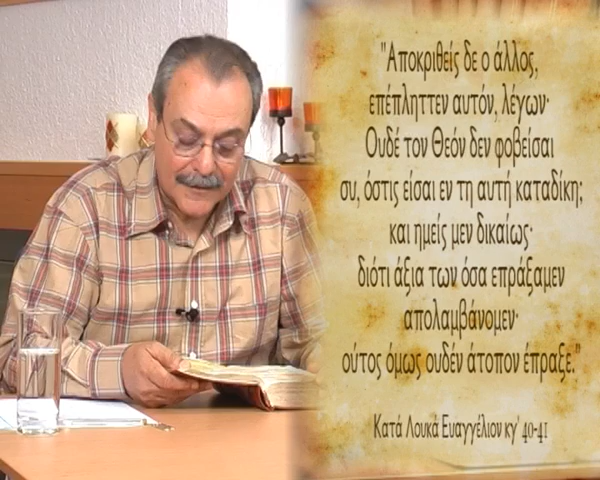 "Αποκριθείς δε ο άλλος,
επέπληττεν αυτόν, λέγων·
Ουδέ τον Θεόν δεν φοβείσαι
συ, όστις είσαι εν τη αυτή καταδίκη;
και ημείς μεν δικαίως·
διότι άξια των όσα επράξαμεν
απολαμβάνομεν·
ούτος όμως ουδέν άτοπον έπραξε."
Κατά Λουκά Ευαγγέλιον κγ' 40-41